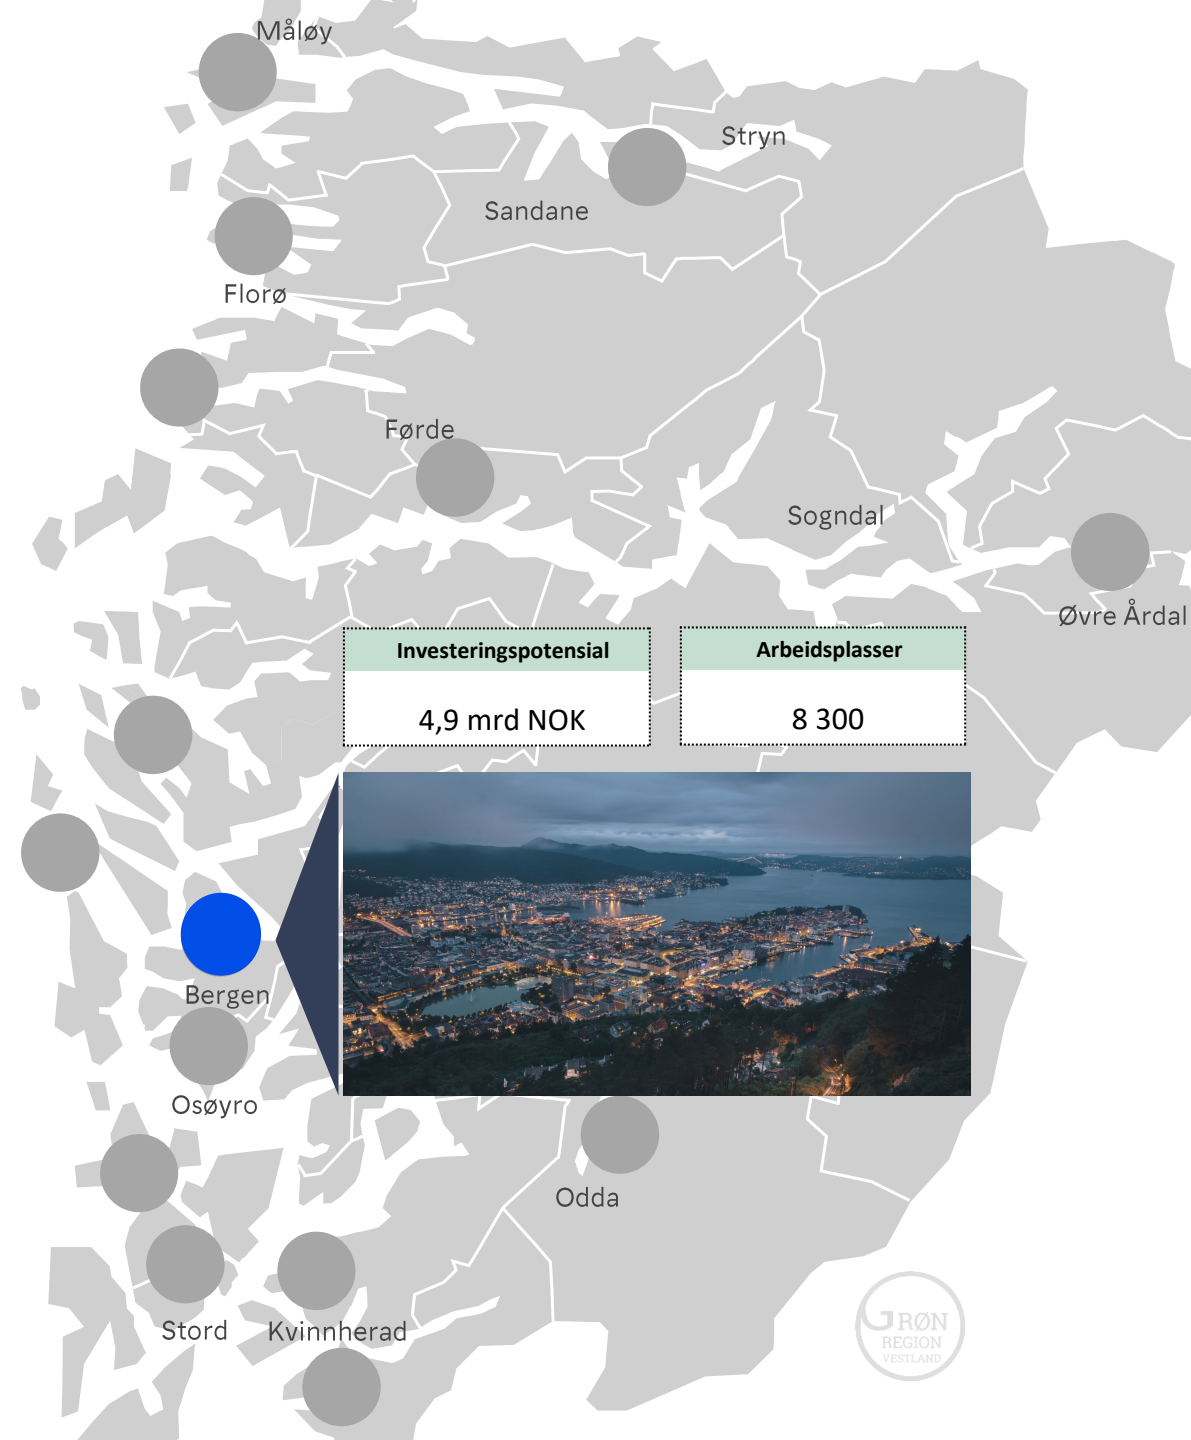 Måløy
Stryn
Sandane
Florø
Førde
Sogndal
Øvre Årdal
Investeringspotensial
4,9 mrd NOK
Arbeidsplasser
8 300
Bergen
Osøyro
Odda
Stord
Kvinnherad
GRØN
REGION
VESTLAND